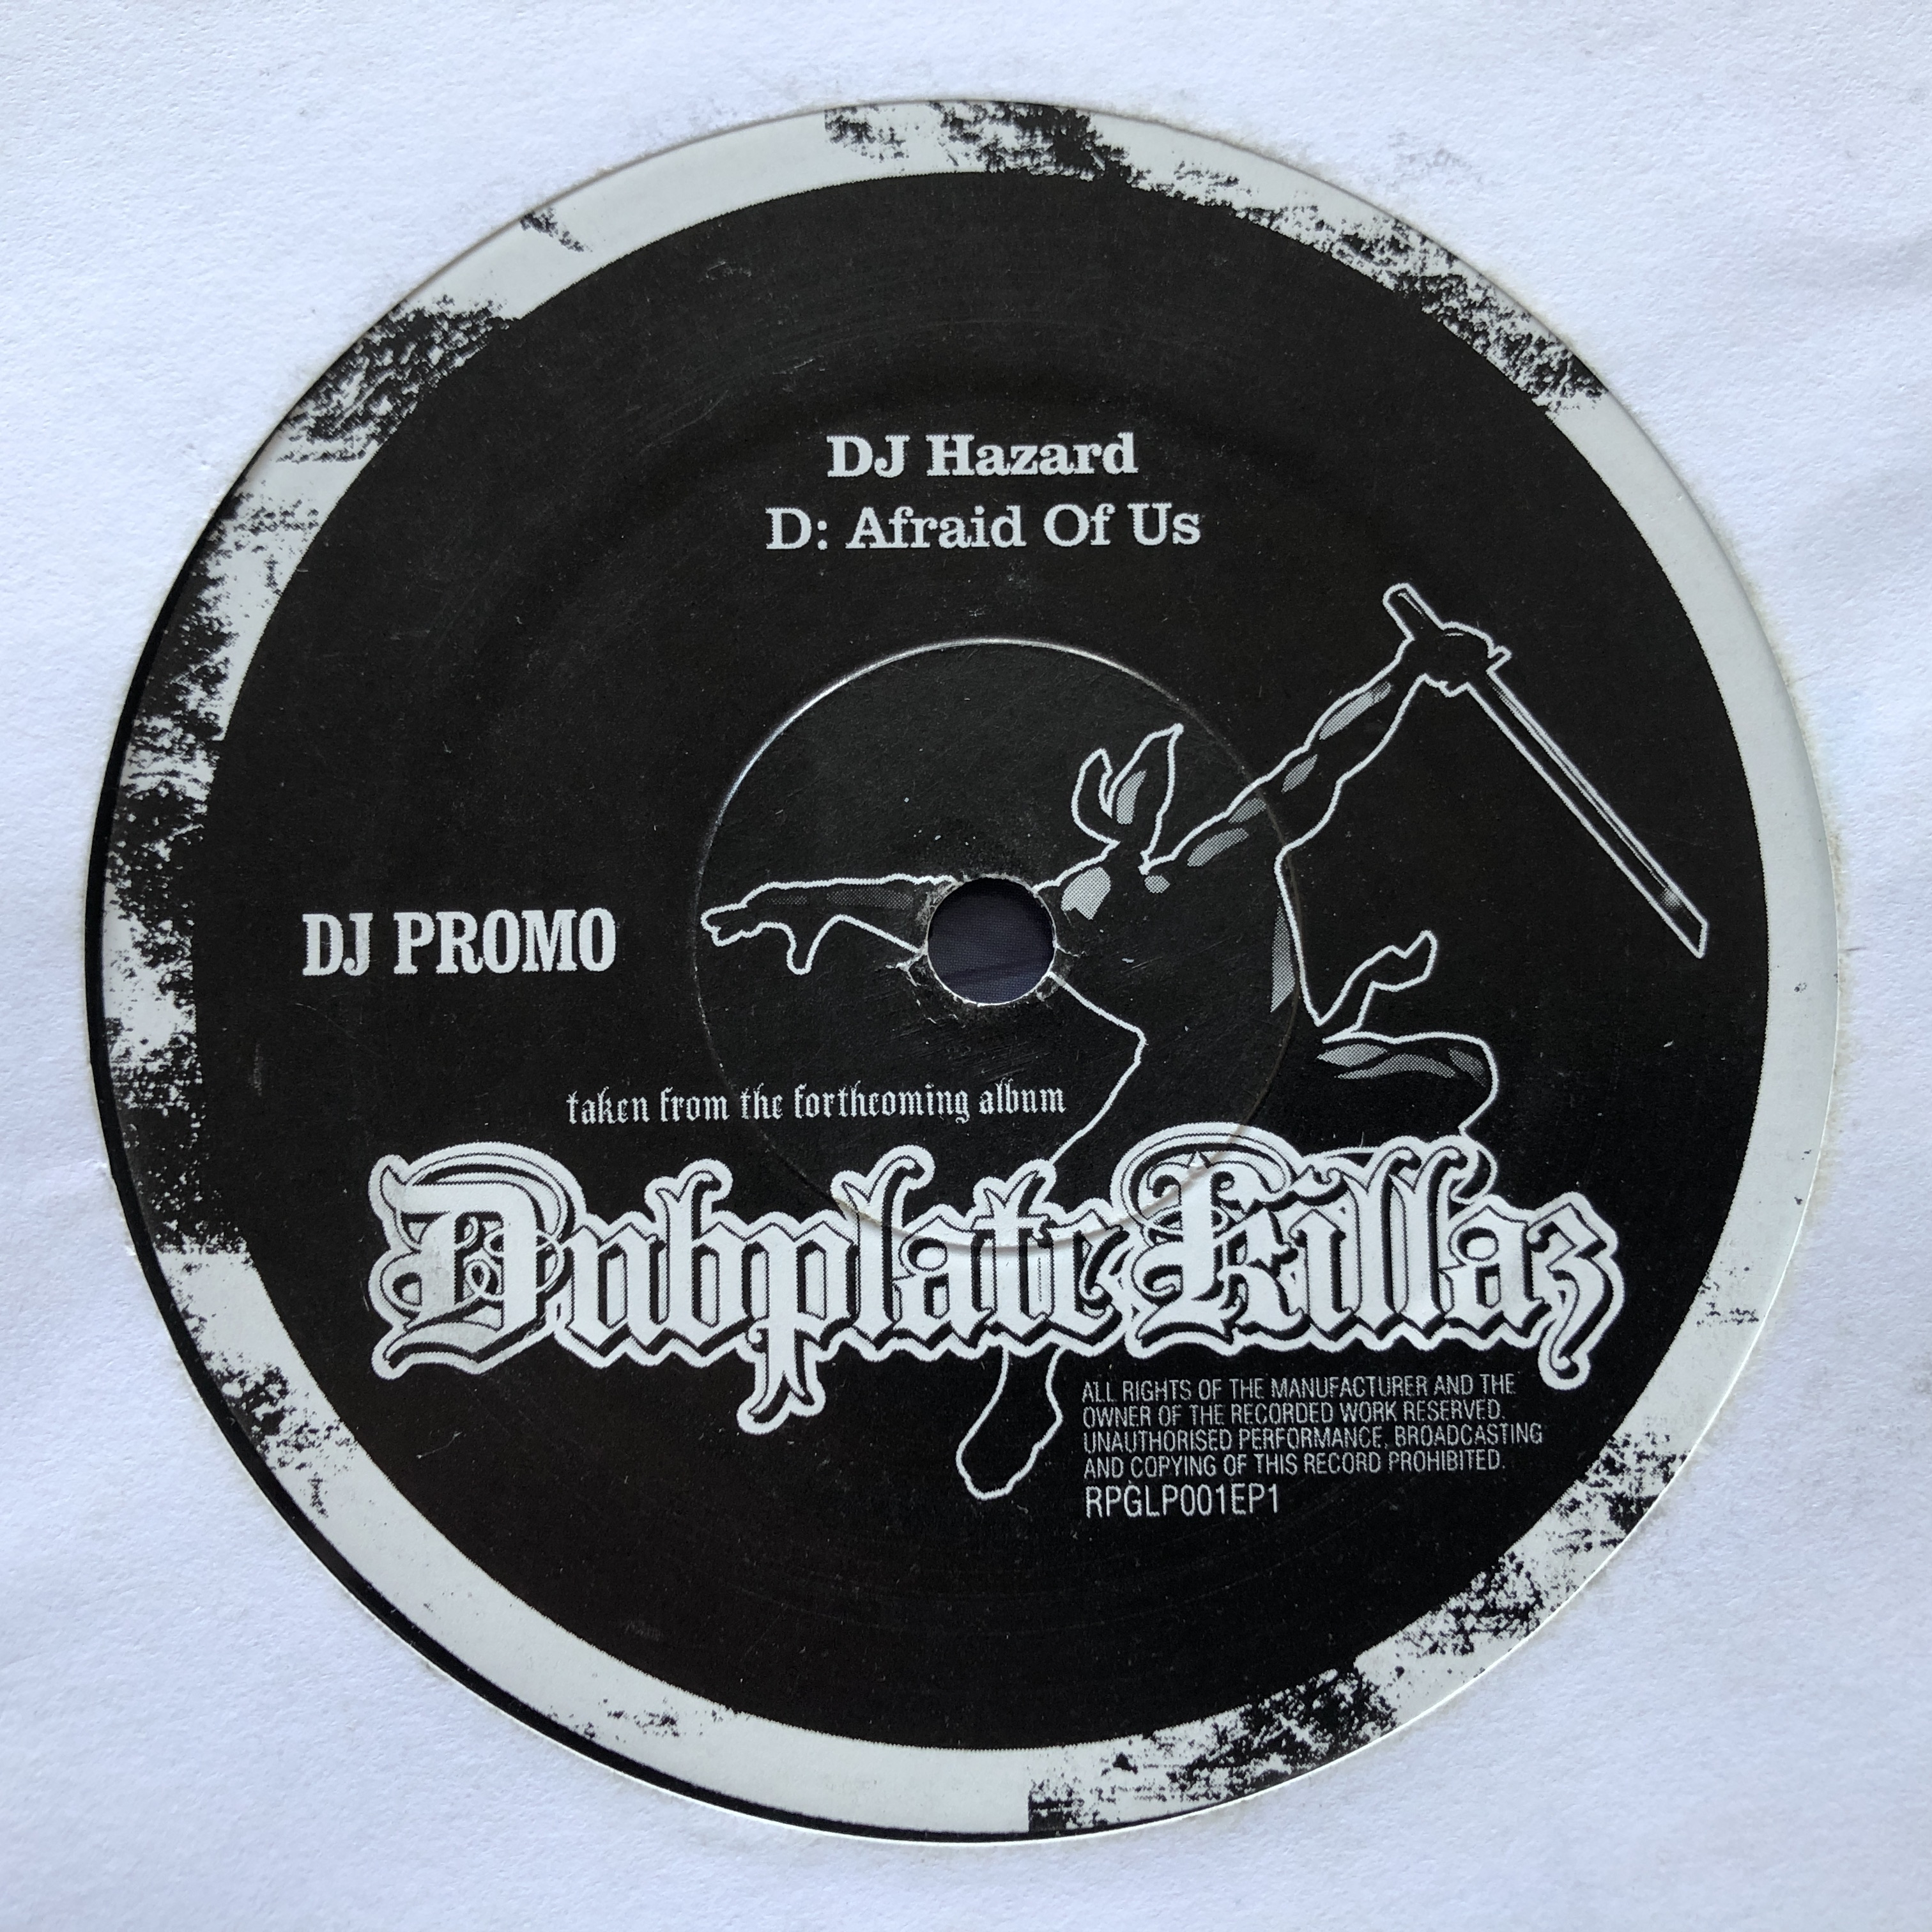 DJ Hazard
D: Afraid Of Us
DJ PROMO
taken from the forthcoming album
Dubplate Killaz
ALL RIGHTS OF THE MANUFACTURER AND THE
OWNER OF THE RECORDED WORK RESERVED.
UNAUTHORISED PERFORMANCE, BROADCASTING
AND COPYING OF THIS RECORD PROHIBITED.
RPGLP001EP1